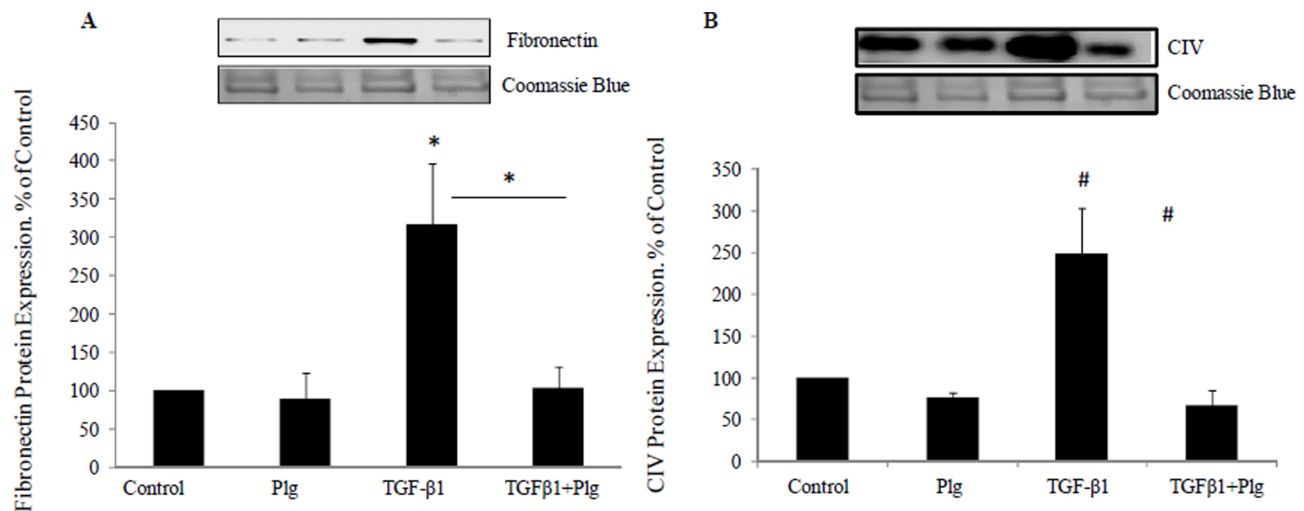 A
Fibronectin
Coomassie Blue
Fibronectin Protein Expression. % of Control
450
400
350
300
250
200
150
100
50
0
*
*
Control
Plg
TGF-β1
TGFβ1+Plg
B
CIV
Coomassie Blue
CIV Protein Expression. % of Control
350
300
250
200
150
100
50
0
#
#
Control
Plg
TGF-β1
TGFβ1+Plg